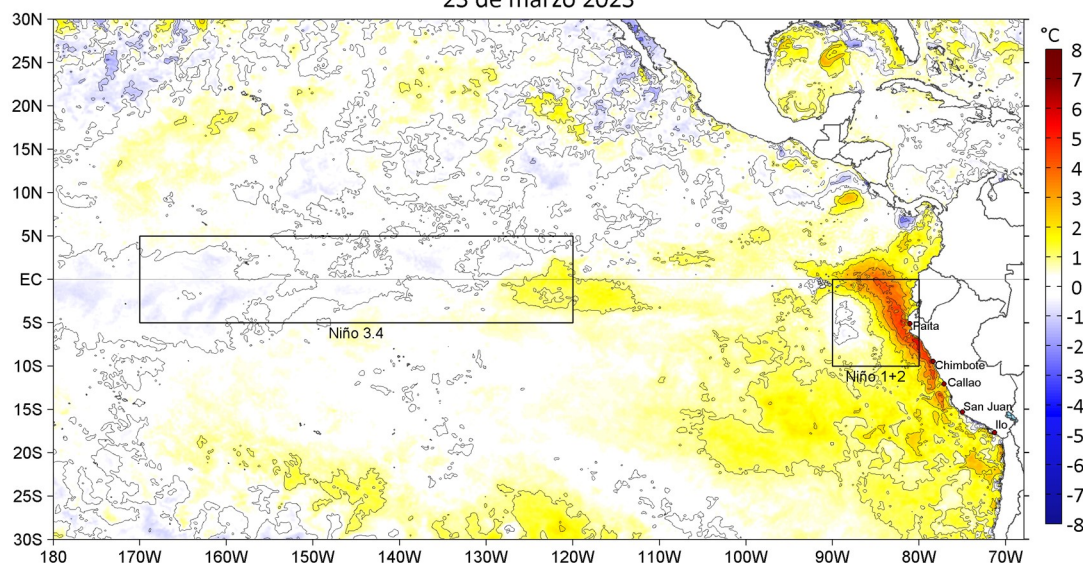 23 de marzo 2023
°C
30N
25N
20N
15N
10N
5N
EC
5S
10S
15S
20S
25S
30S
Niño 3.4
Niño 1+2
Paita
Chimbote
Callao
San Juan
Ilo
8
7
6
5
4
3
2
1
0
-1
-2
-3
-4
-5
-6
-7
-8
180 170W 160W 150W 140W 130W 120W 110W 100W 90W 80W 70W